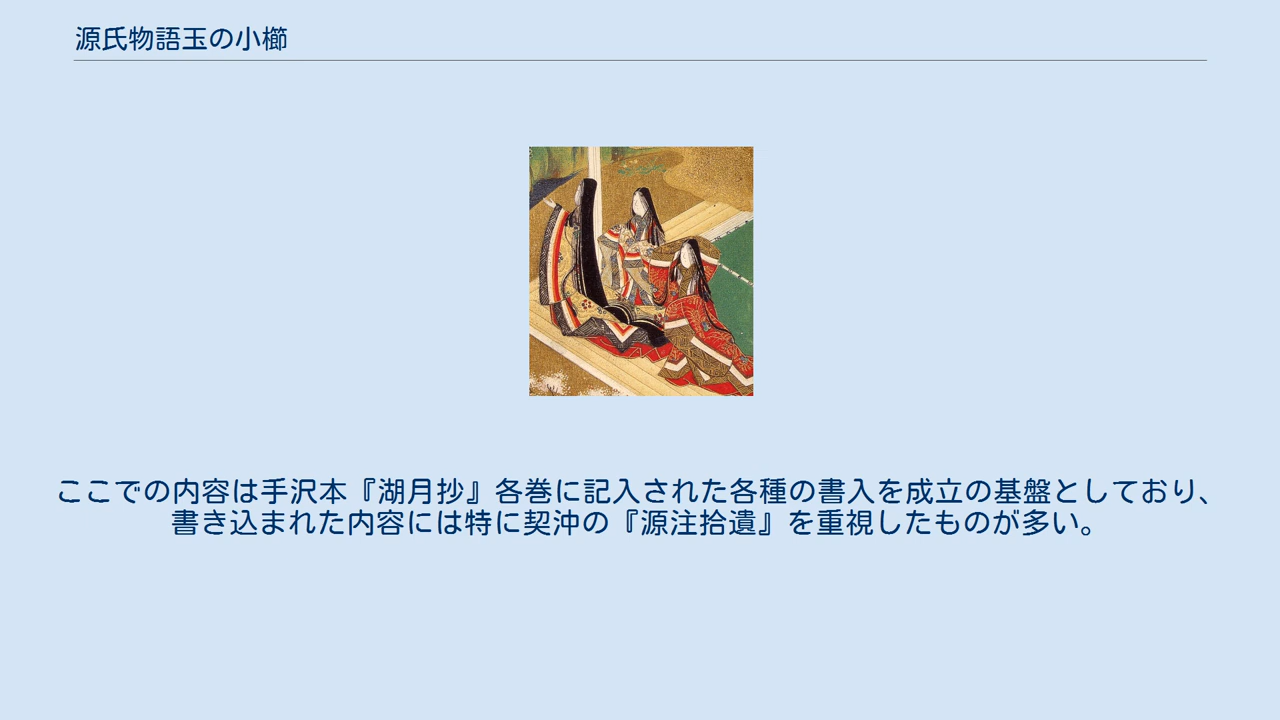 源氏物語玉の小櫛
ここでの内容は手沢本『湖月抄』各巻に記入された各種の書入を成立の基盤としており、
書き込まれた内容には特に契沖の『源注拾遺』を重視したものが多い。